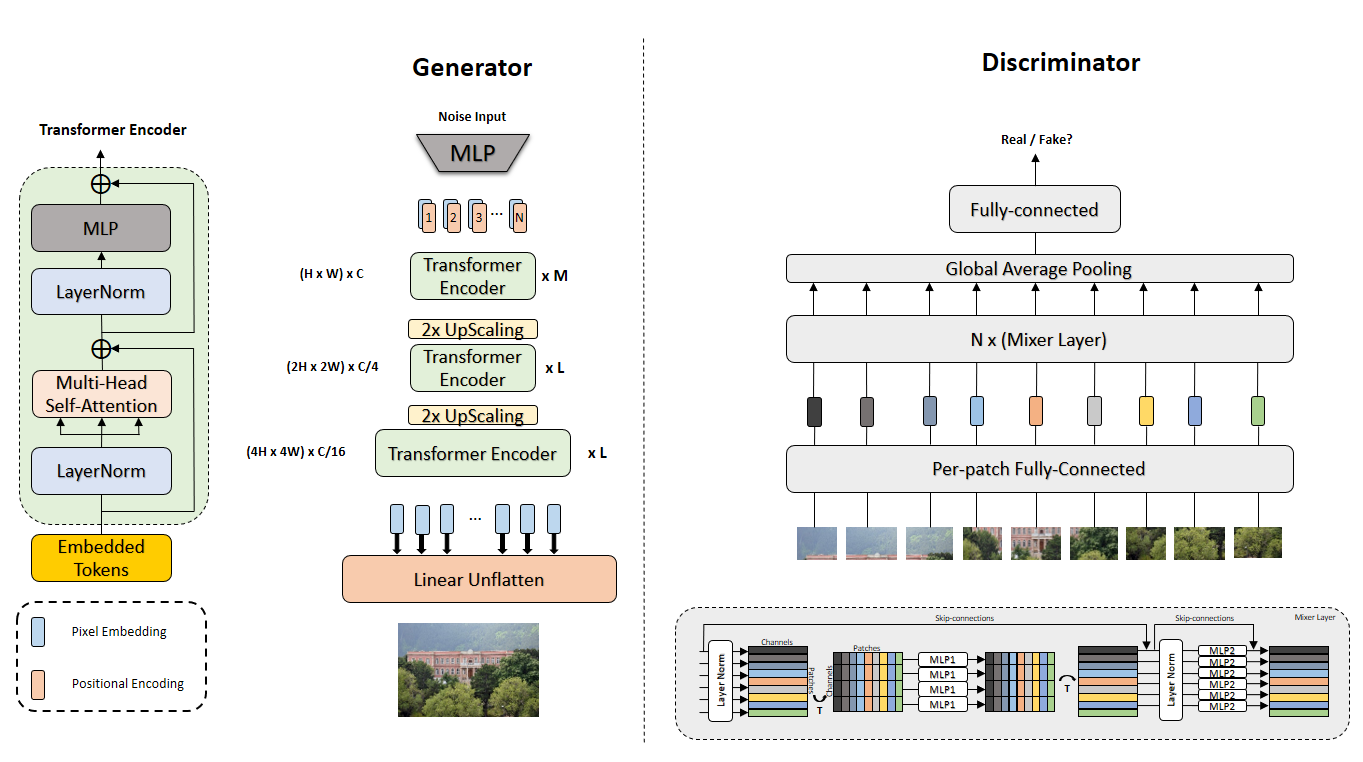 Generator
Discriminator
Transformer Encoder
MLP
LayerNorm
Multi-Head
Self-Attention
LayerNorm
Embedded
Tokens
Pixel Embedding
Positional Encoding
Noise Input
MLP
1 2 3 ... N
(H x W) x C
Transformer
Encoder
x M
2x UpScaling
(2H x 2W) x C/4
Transformer
Encoder
x L
2x UpScaling
(4H x 4W) x C/16
Transformer Encoder
x L
...
Linear Unflatten
Real / Fake?
Fully-connected
Global Average Pooling
N x (Mixer Layer)
Per-patch Fully-Connected
Skip-connections
Skip-connections
Mixer Layer
Layer Norm
Channels
Patches
T
Patches
Channels
MLP1
MLP1
MLP1
MLP1
T
Layer Norm
MLP2
MLP2
MLP2
MLP2
MLP2
MLP2